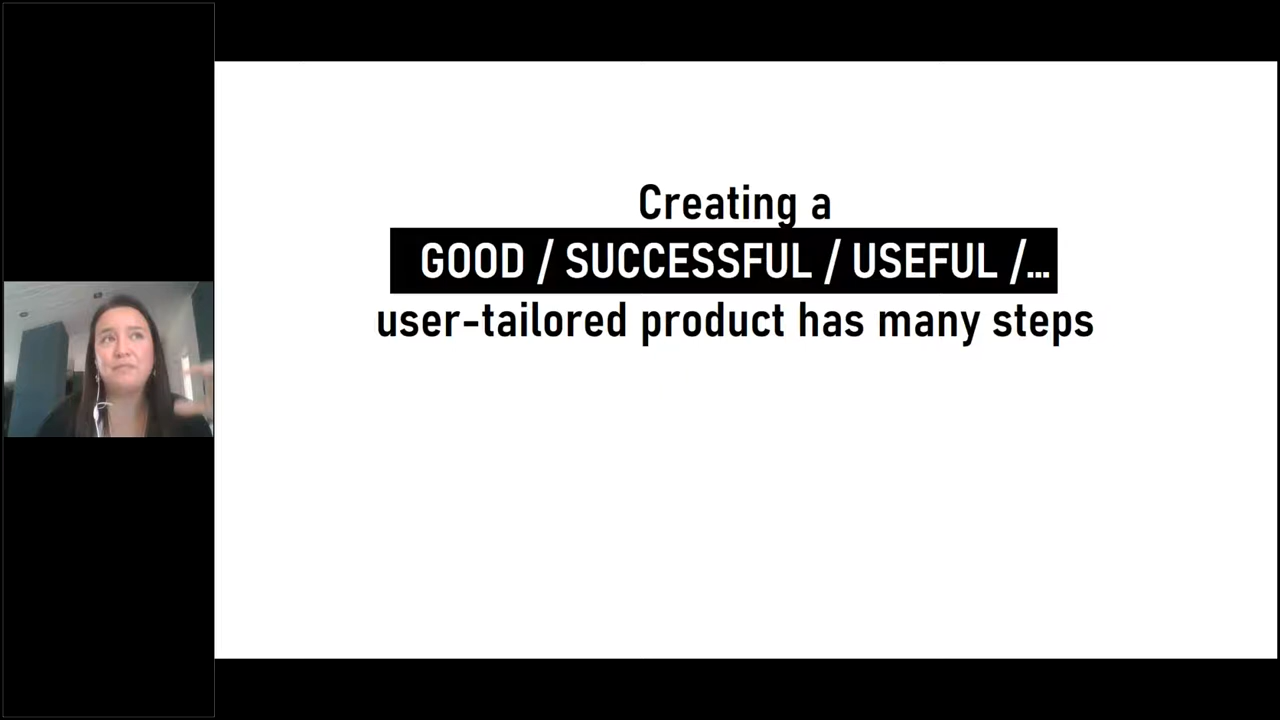 Creating a
GOOD / SUCCESSFUL / USEFUL /...
user-tailored product has many steps